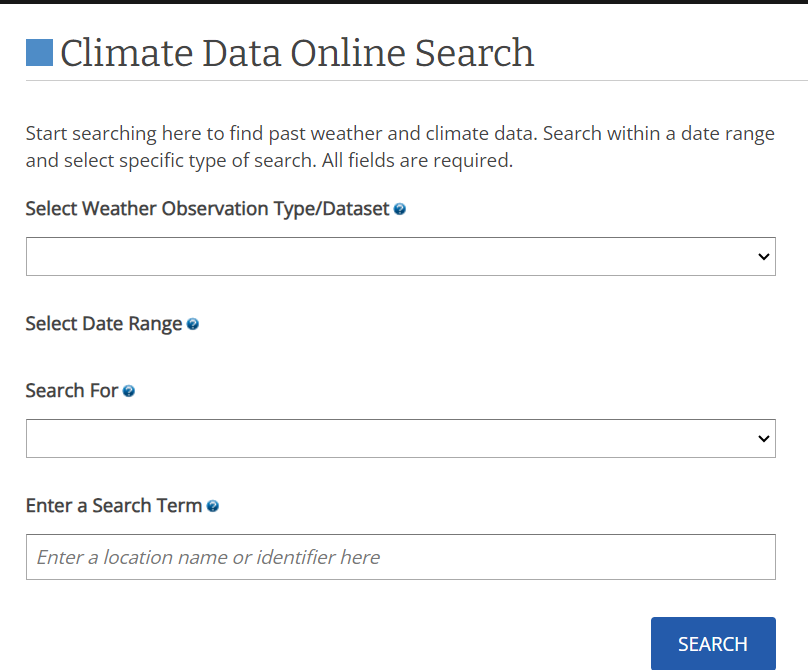 Climate Data Online Search
Start searching here to find past weather and climate data. Search within a date range
and select specific type of search. All fields are required.
Select Weather Observation Type/Dataset ?
Select Date Range ?
Search For ?
Enter a Search Term ?
Enter a location name or identifier here
SEARCH